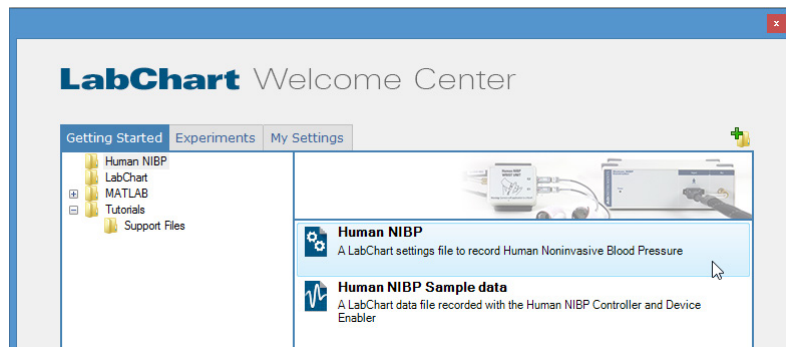 x
LabChart Welcome Center
Getting Started Experiments My Settings
Human NIBP
LabChart
MATLAB
Tutorials
Support Files
Human NIBP
A LabChart settings file to record Human Noninvasive Blood Pressure
Human NIBP Sample data
A LabChart data file recorded with the Human NIBP Controller and Device
Enabler